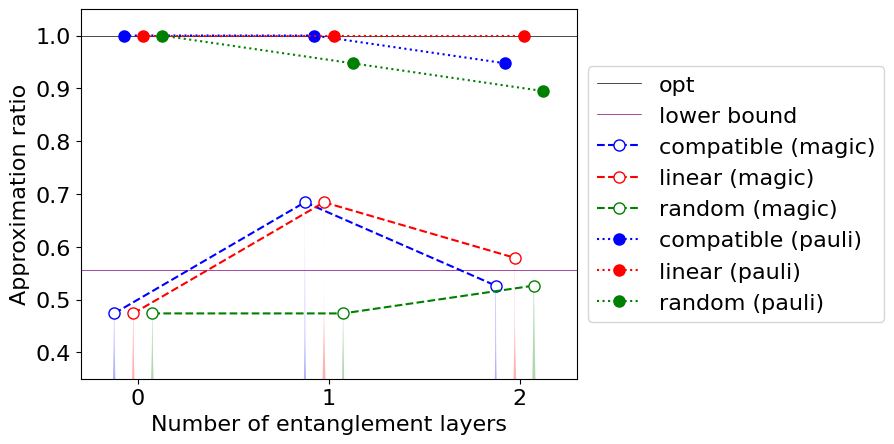 Approximation ratio
1.0
0.9
0.8
0.7
0.6
0.5
0.4
0
1
2
Number of entanglement layers
opt
lower bound
compatible (magic)
linear (magic)
random (magic)
compatible (pauli)
linear (pauli)
random (pauli)